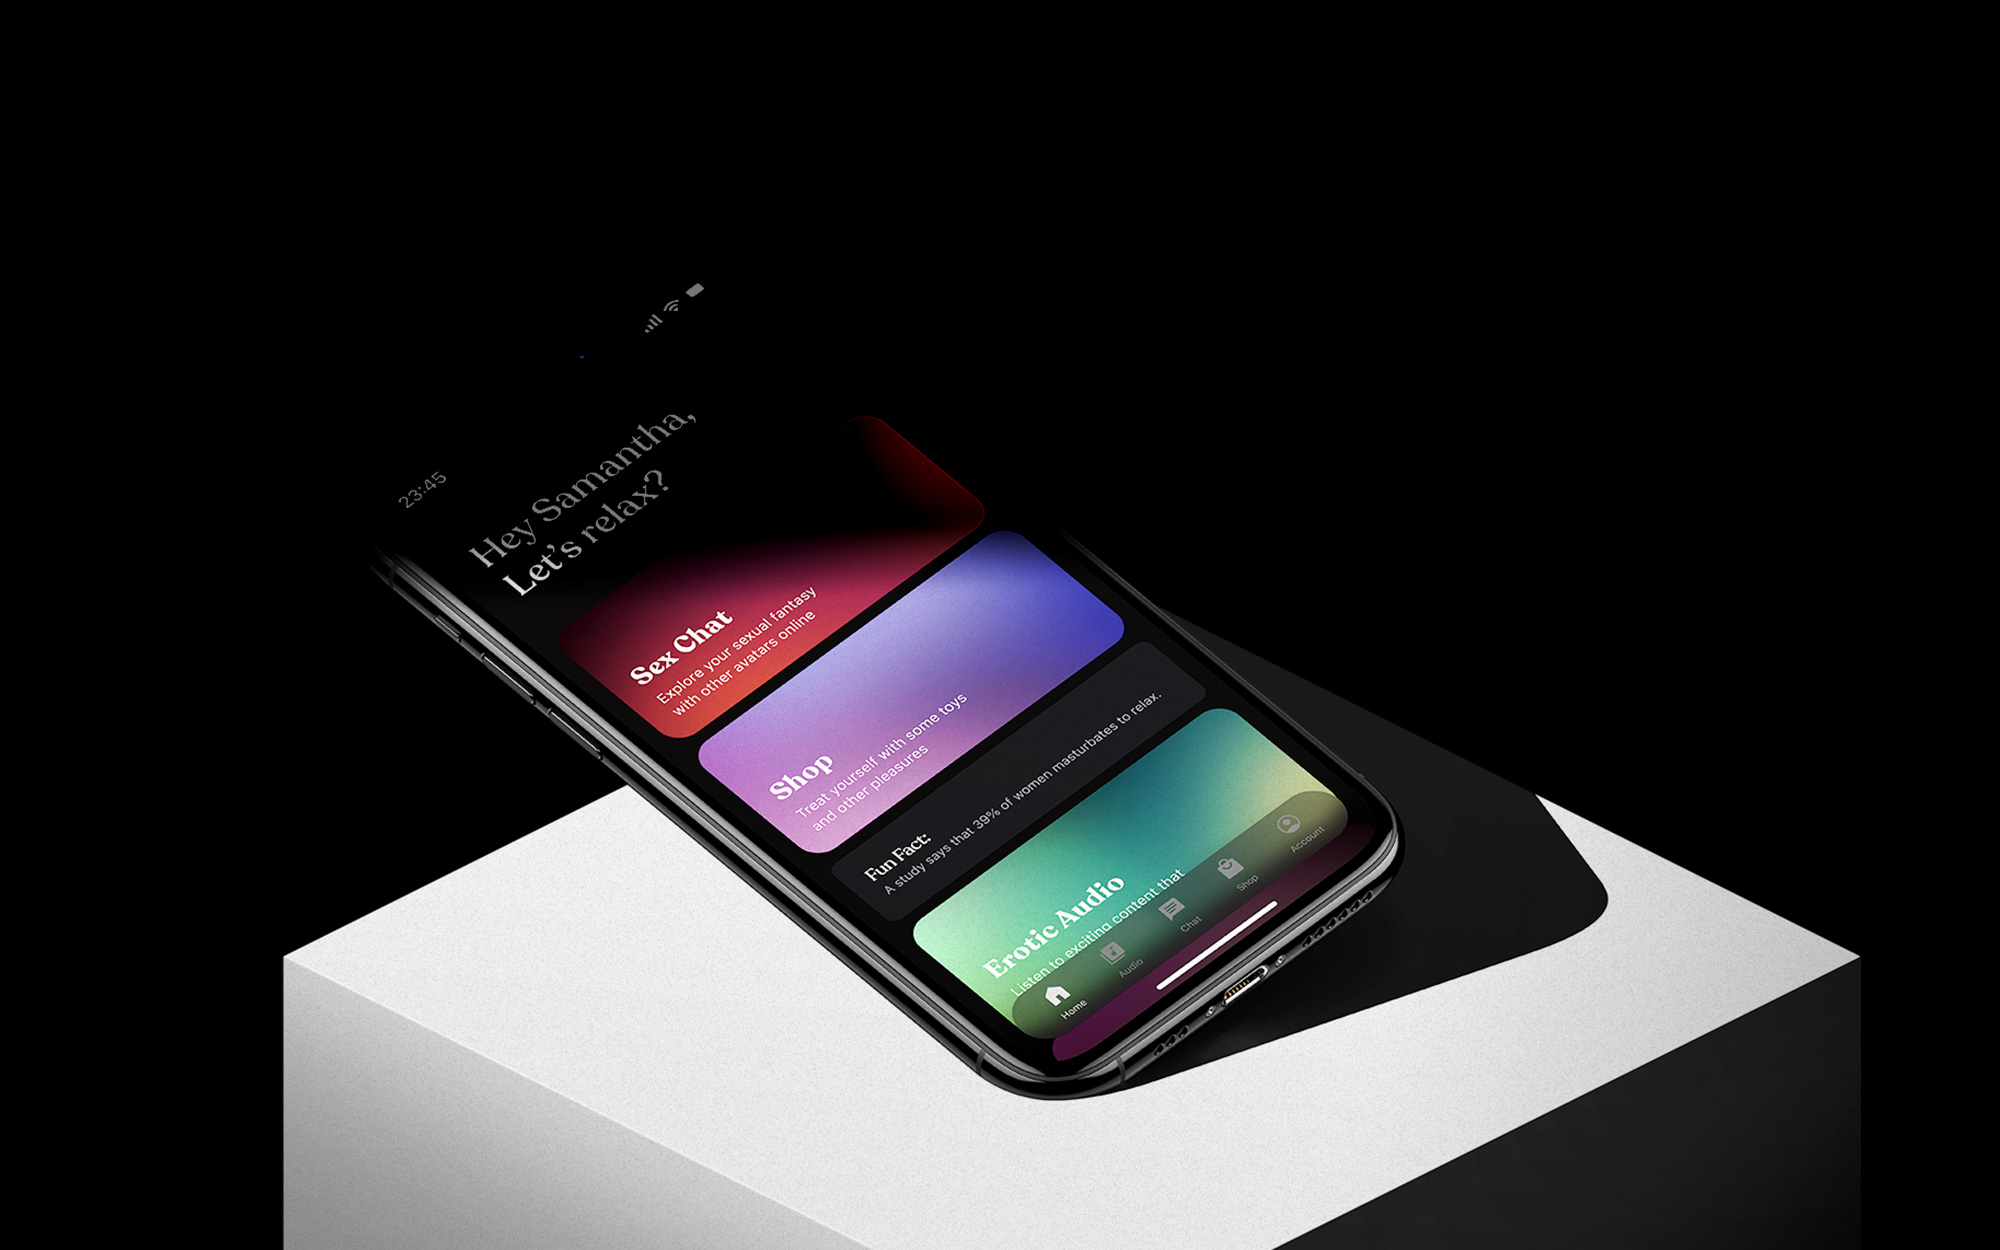 23:45
Hey Samantha,
Let's relax?
Sex Chat
Explore your sexual fantasy
with other avatars online
Shop
Treat yourself with some toys
and other pleasures
Fun Fact:
A study says that 39% of women masturbates to relax.
Erotic Audio
Listen to exciting content that
Home
Audio
Chat
Shop
Account